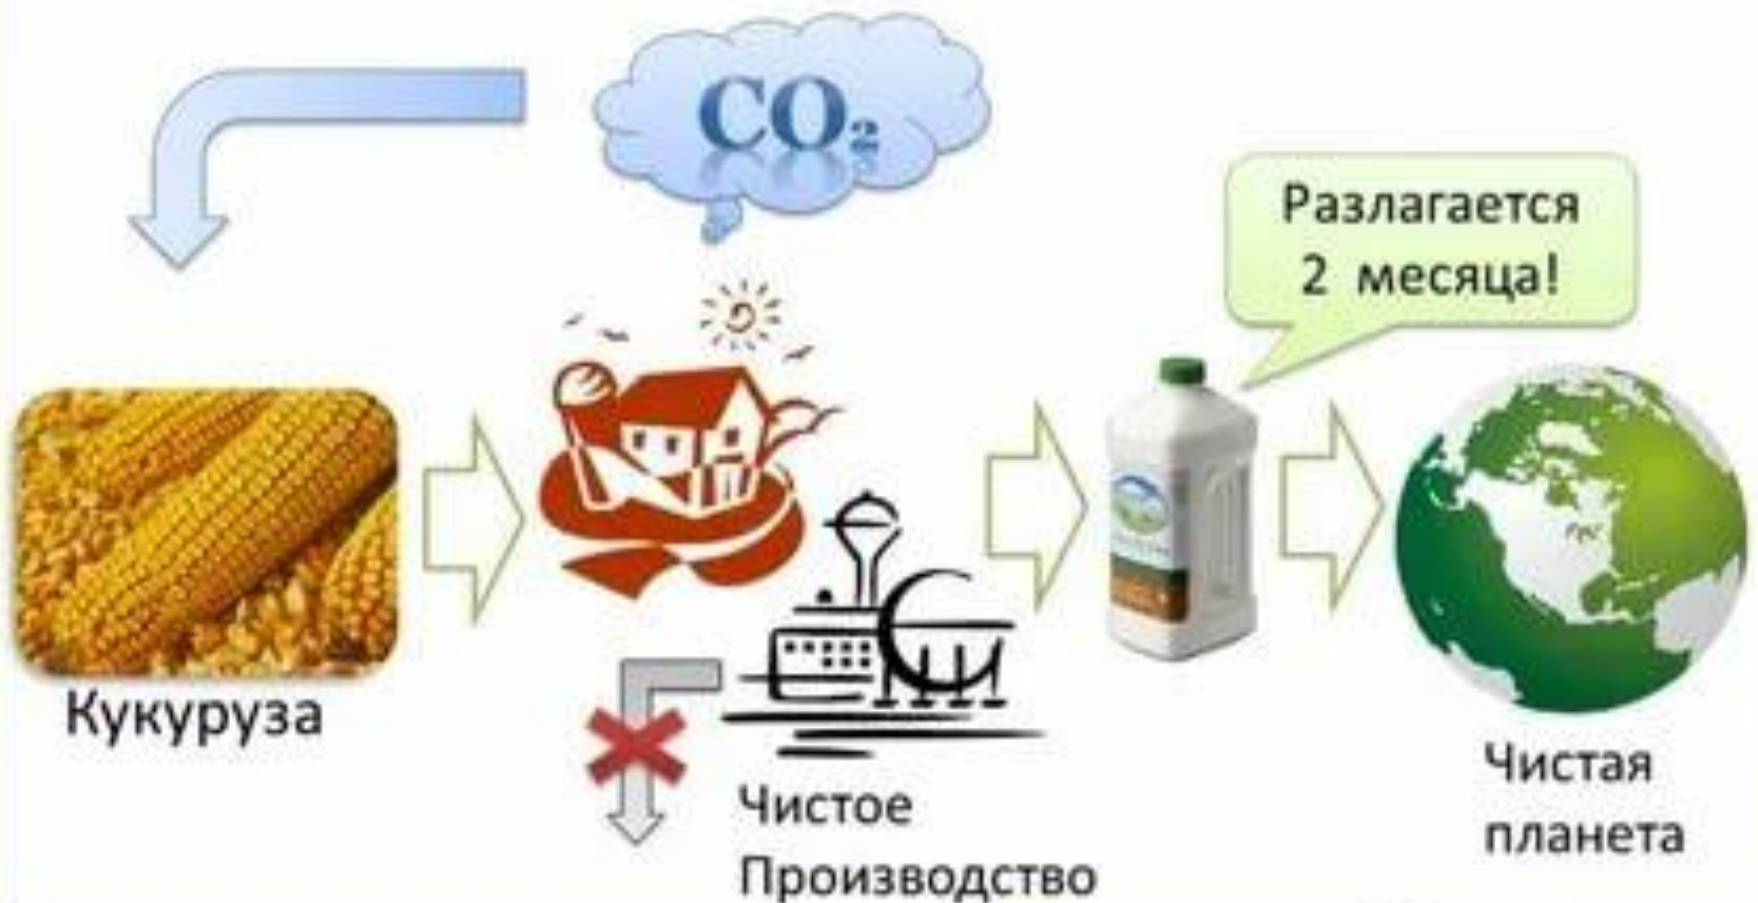 CO₂
Разлагается
2 месяца!
Кукуруза
Чистое
Производство
Чистая
планета